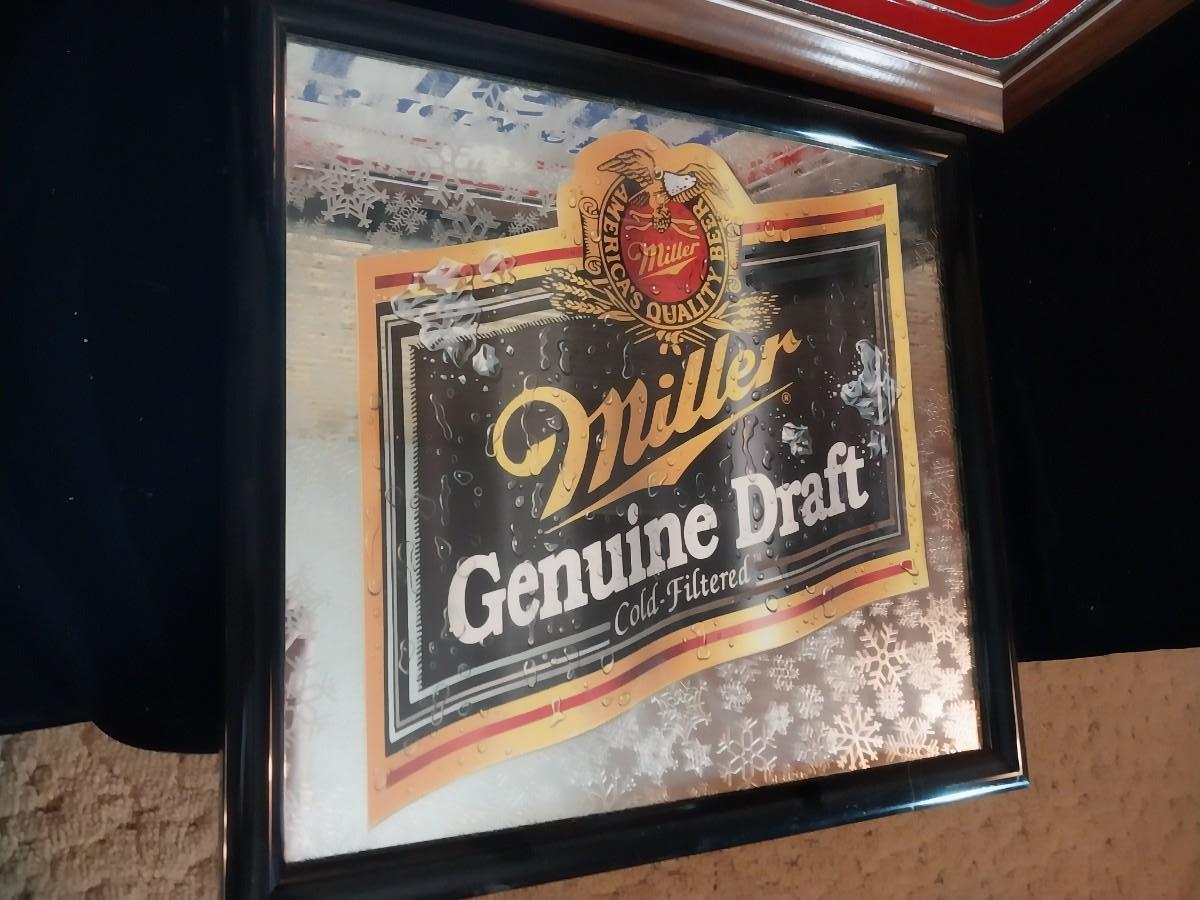 AMERICA'S QUALITY BEER
Miller
Miller
®
Genuine Draft
Cold-Filtered